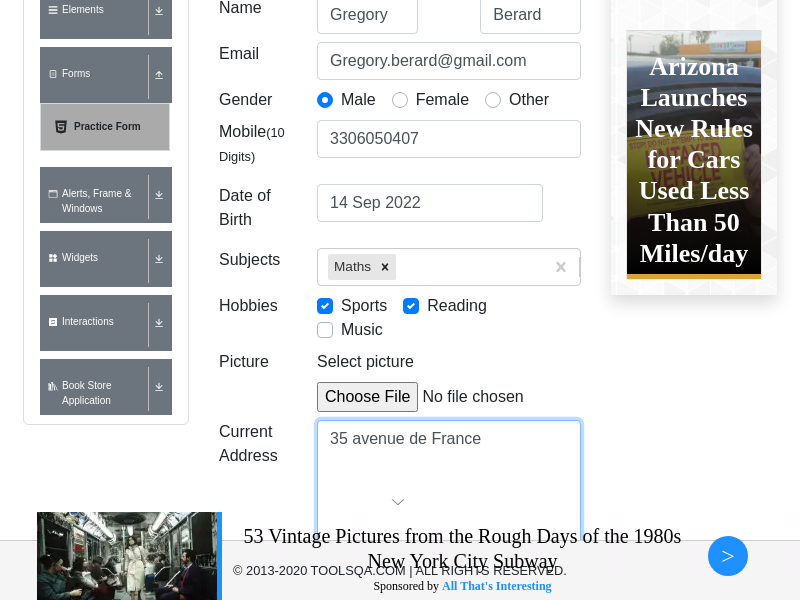 Elements
Forms
Practice Form
Alerts, Frame &
Windows
Widgets
Interactions
Book Store
Application
Name
Gregory
Berard
Email
Gregory.berard@gmail.com
Gender
Male
Female
Other
Mobile(10
Digits)
3306050407
Date of
Birth
14 Sep 2022
Subjects
Maths
Hobbies
Sports
Reading
Music
Picture
Select picture
Choose File No file chosen
Current
Address
35 avenue de France
Arizona
Launches
New Rules
for Cars
Used Less
Than 50
Miles/day
53 Vintage Pictures from the Rough Days of the 1980s
New York City Subway
© 2013-2020 TOOLSQA.COM | ALL RIGHTS RESERVED.
Sponsored by All That's Interesting